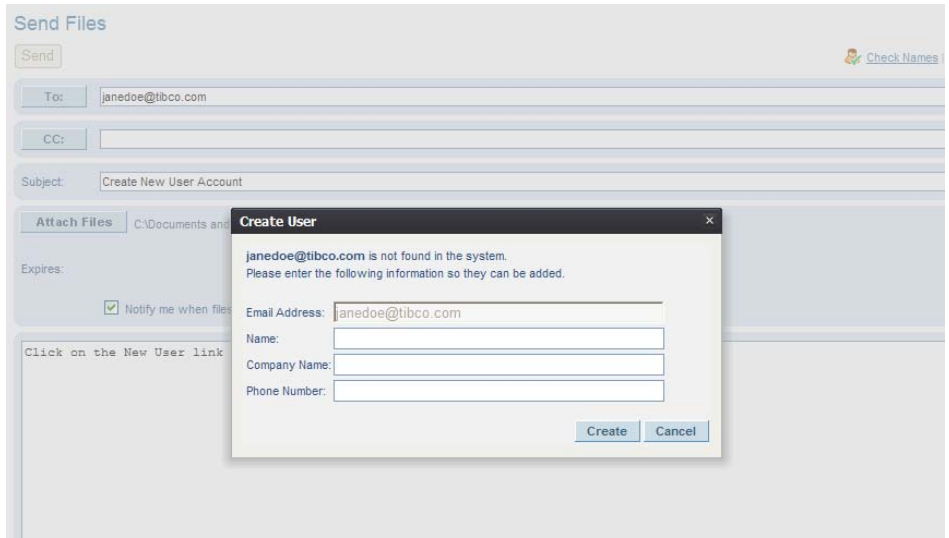 Send Files
Send
Check Names
To:
janedoe@tibco.com
CC:
Subject:
Create New User Account
Attach Files
C:\Documents and
Create User
x
janedoe@tibco.com is not found in the system.
Please enter the following information so they can be added.
Expires:
Email Address:
janedoe@tibco.com
Notify me when files
Name:
Click on the New User link
Company Name:
Phone Number:
Create
Cancel